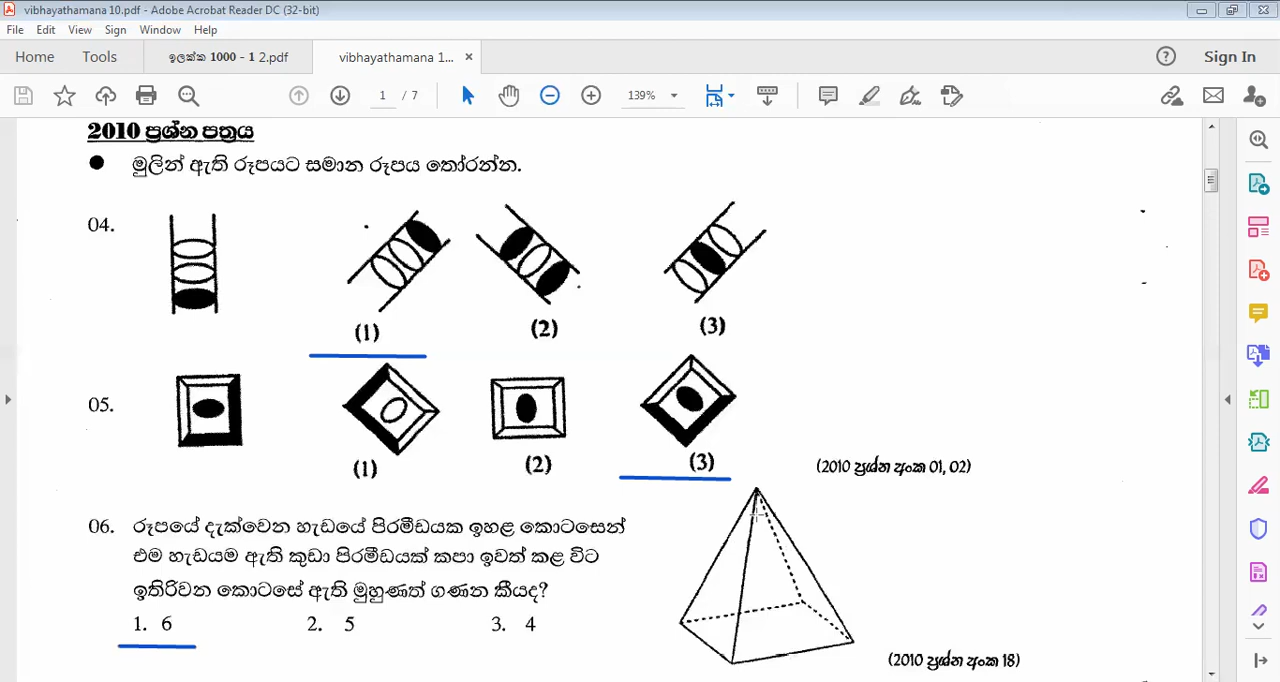 vibhayathamana 10.pdf - Adobe Acrobat Reader DC (32-bit)
File Edit View Sign Window Help
Home Tools ඉලක්ක 1000 - 1 2.pdf vibhayathamana 1... × ? Sign In
1 / 7 139%
2010 ප්‍රශ්න පත්‍රය
● මුලින් ඇති රූපයට සමාන රූපය තෝරන්න.
04.
(1) (2) (3)
05.
(1) (2) (3)
(2010 ප්‍රශ්න අංක 01, 02)
06. රූපයේ දැක්වෙන හැඩයේ පිරමීඩයක ඉහළ කොටසෙන්
එම හැඩයම ඇති කුඩා පිරමීඩයක් කපා ඉවත් කළ විට
ඉතිරිවන කොටසේ ඇති මුහුණත් ගණන කීයද?
1. 6 2. 5 3. 4
(2010 ප්‍රශ්න අංක 18)